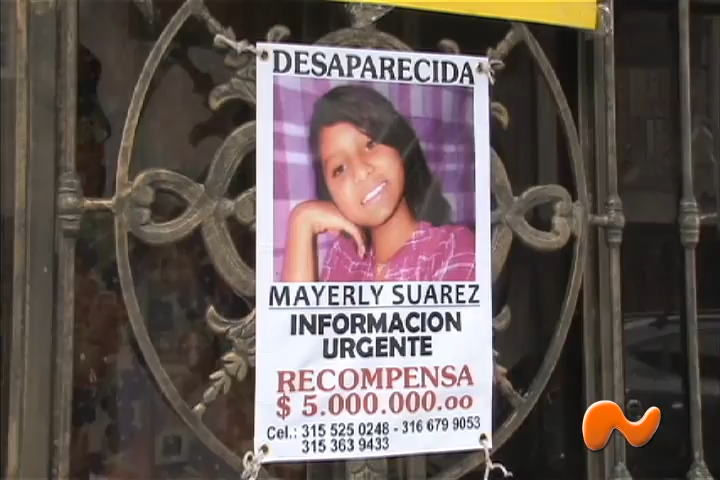 DESAPARECIDA
MAYERLY SUAREZ
INFORMACION
URGENTE
RECOMPENSA
$ 5.000.000.oo
Cel.: 315 525 0248 - 316 679 9053
315 363 9433